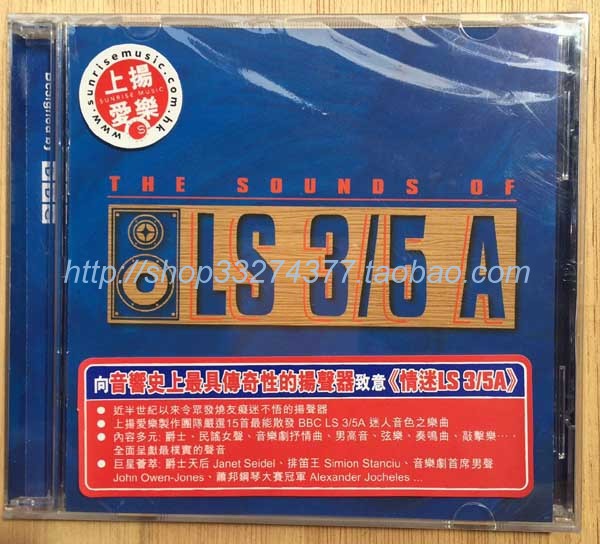 www.sunrisemusic.com.hk
上揚
SUNRISE MUSIC
愛樂
S
Designed by
BBC
THE SOUNDS OF
LS 3/5 A
http://shop33274377.taobao.com
向音響史上最具傳奇性的揚聲器致意《情迷LS 3/5A》
● 近半世紀以來令眾發燒友癡迷不悟的揚聲器
● 上揚愛樂製作團隊嚴選15首最能散發 BBC LS 3/5A 迷人音色之樂曲
● 內容多元: 爵士、民謠女聲、音樂劇抒情曲、男高音、弦樂、奏鳴曲、敲擊樂‧‧‧,
全面呈獻最樸實的聲音
● 巨星薈萃: 爵士天后 Janet Seidel、排笛王 Simion Stanciu、音樂劇首席男聲
John Owen-Jones、蕭邦鋼琴大賽冠軍 Alexander Jocheles ...